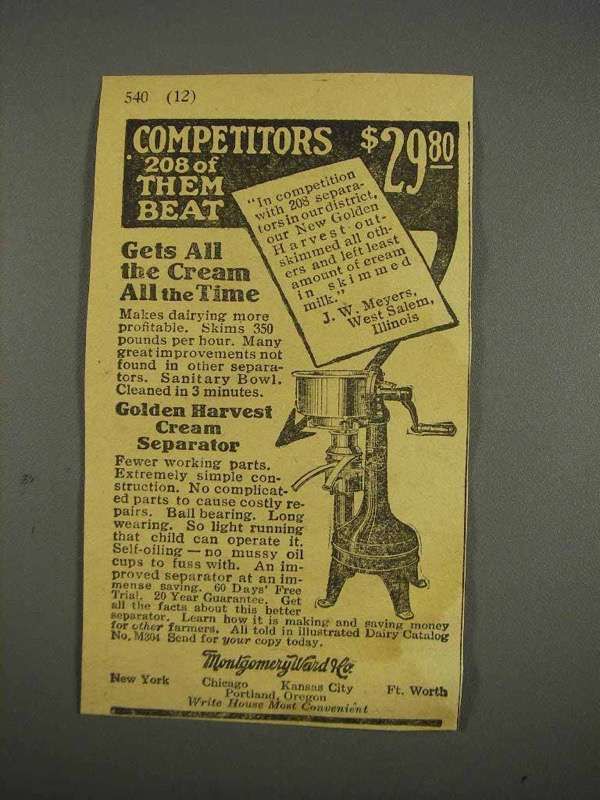 540 (12)
COMPETITORS
208 of
THEM
BEAT
$29.80
"In competition
with 208 separa-
tors in our district,
our New Golden
Harvest out-
skimmed all oth-
ers and left least
amount of cream
in skimmed
milk."
J. W. Meyers,
West Salem,
Illinois
Gets All
the Cream
All the Time
Makes dairying more
profitable. Skims 350
pounds per hour. Many
great improvements not
found in other separa-
tors. Sanitary Bowl.
Cleaned in 3 minutes.
Golden Harvest
Cream
Separator
Fewer working parts.
Extremely simple con-
struction. No complicat-
ed parts to cause costly re-
pairs. Ball bearing. Long
wearing. So light running
that child can operate it.
Self-oiling — no mussy oil
cups to fuss with. An im-
proved separator at an im-
mense saving. 60 Days' Free
Trial. 20 Year Guarantee. Get
all the facts about this better
separator. Learn how it is making and saving money
for other farmers. All told in illustrated Dairy Catalog
No. M304 Send for your copy today.
Montgomery Ward & Co.
New York Chicago Kansas City Ft. Worth
Portland, Oregon
Write House Most Convenient